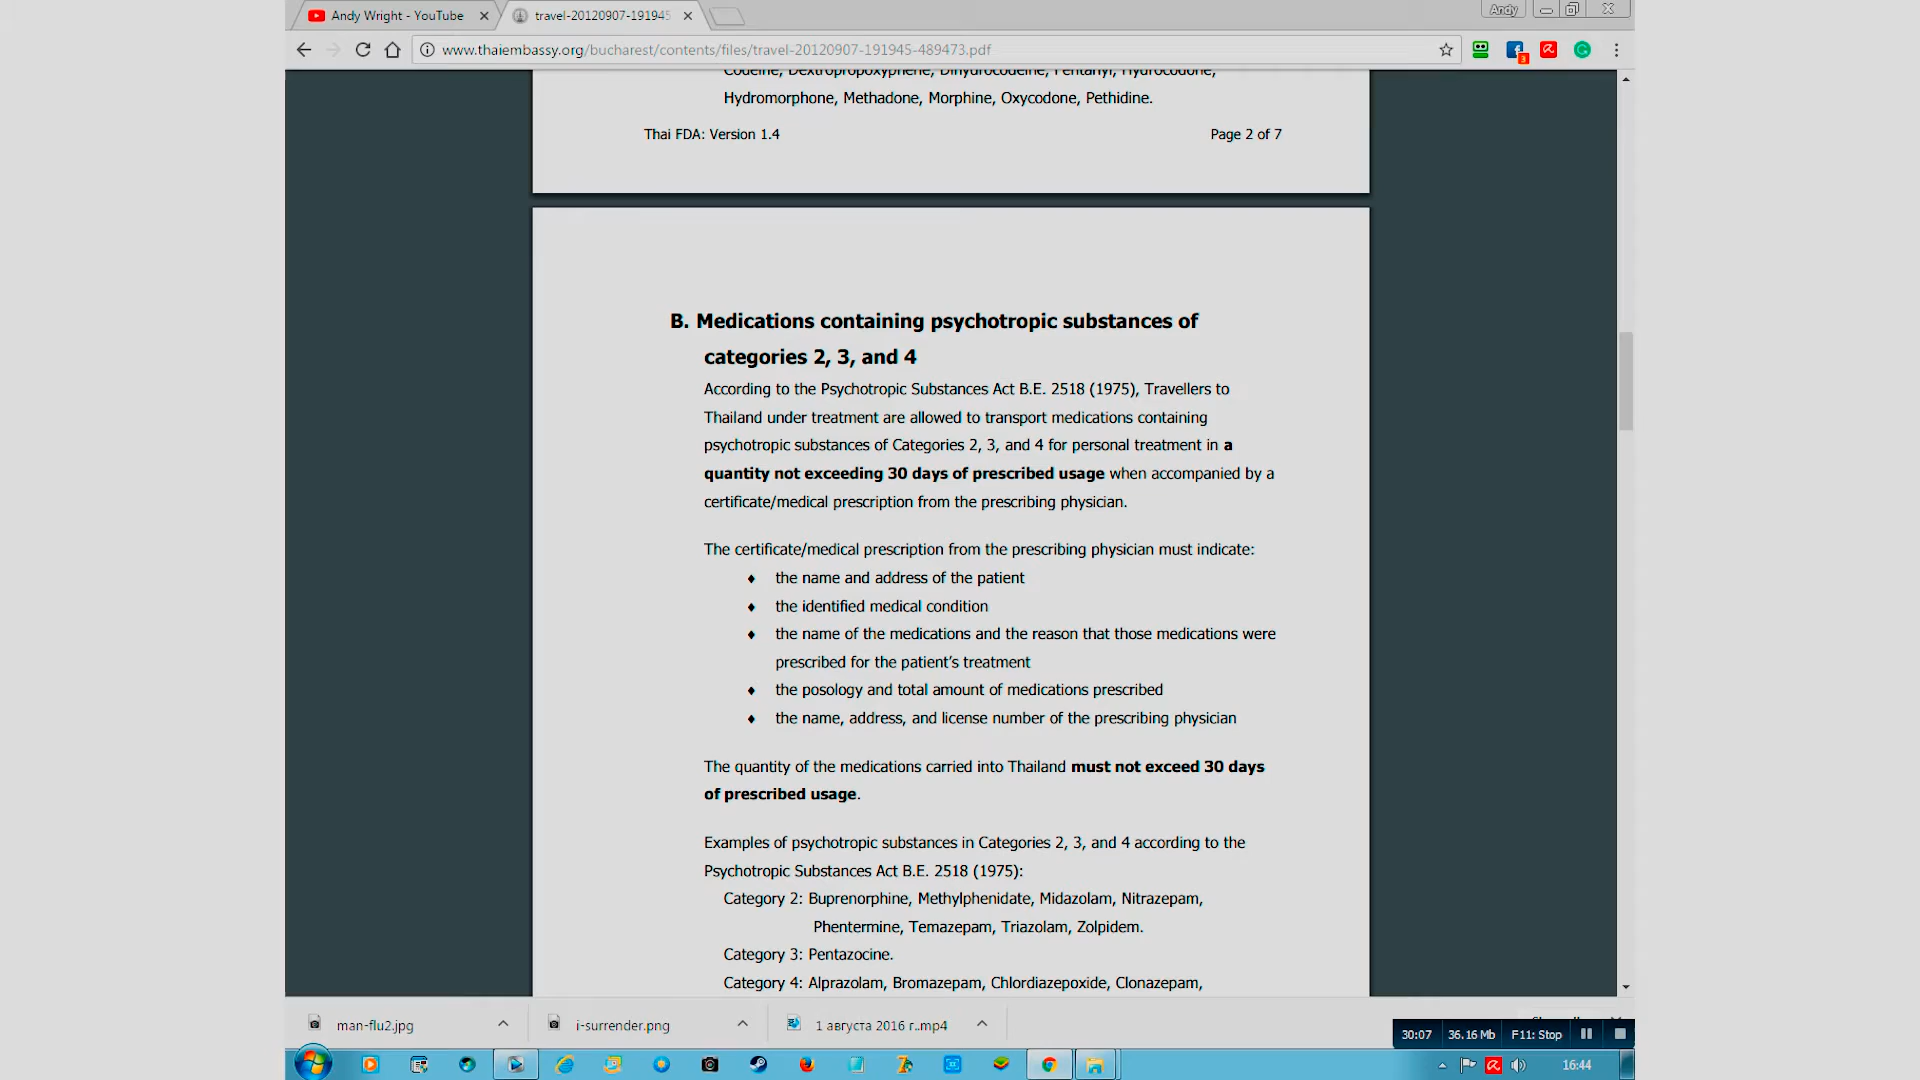 Andy Wright - YouTube
travel-20120907-191945
Andy
www.thaiembassy.org/bucharest/contents/files/travel-20120907-191945-489473.pdf
3
Codeine, Dextropropoxyphene, Dihydrocodeine, Fentanyl, Hydrocodone,
Hydromorphone, Methadone, Morphine, Oxycodone, Pethidine.
Thai FDA: Version 1.4
Page 2 of 7
B. Medications containing psychotropic substances of
categories 2, 3, and 4
According to the Psychotropic Substances Act B.E. 2518 (1975), Travellers to
Thailand under treatment are allowed to transport medications containing
psychotropic substances of Categories 2, 3, and 4 for personal treatment in a
quantity not exceeding 30 days of prescribed usage when accompanied by a
certificate/medical prescription from the prescribing physician.
The certificate/medical prescription from the prescribing physician must indicate:
♦ the name and address of the patient
♦ the identified medical condition
♦ the name of the medications and the reason that those medications were
prescribed for the patient's treatment
♦ the posology and total amount of medications prescribed
♦ the name, address, and license number of the prescribing physician
The quantity of the medications carried into Thailand must not exceed 30 days
of prescribed usage.
Examples of psychotropic substances in Categories 2, 3, and 4 according to the
Psychotropic Substances Act B.E. 2518 (1975):
Category 2: Buprenorphine, Methylphenidate, Midazolam, Nitrazepam,
Phentermine, Temazepam, Triazolam, Zolpidem.
Category 3: Pentazocine.
Category 4: Alprazolam, Bromazepam, Chlordiazepoxide, Clonazepam,
man-flu2.jpg
i-surrender.png
1 августа 2016 г..mp4
30:07
36.16 Mb
F11: Stop
16:44